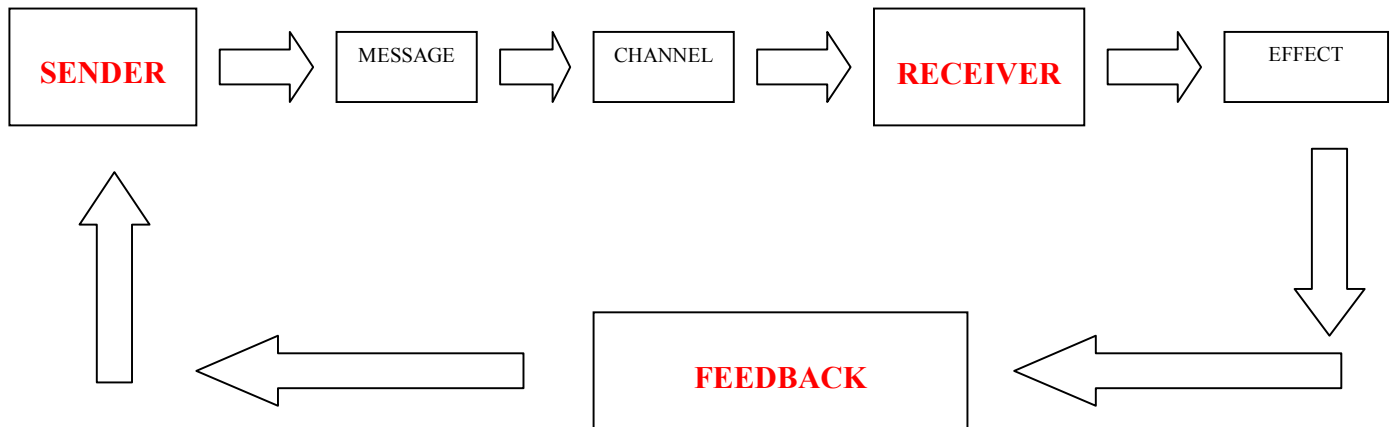 SENDER
MESSAGE
CHANNEL
RECEIVER
EFFECT
FEEDBACK